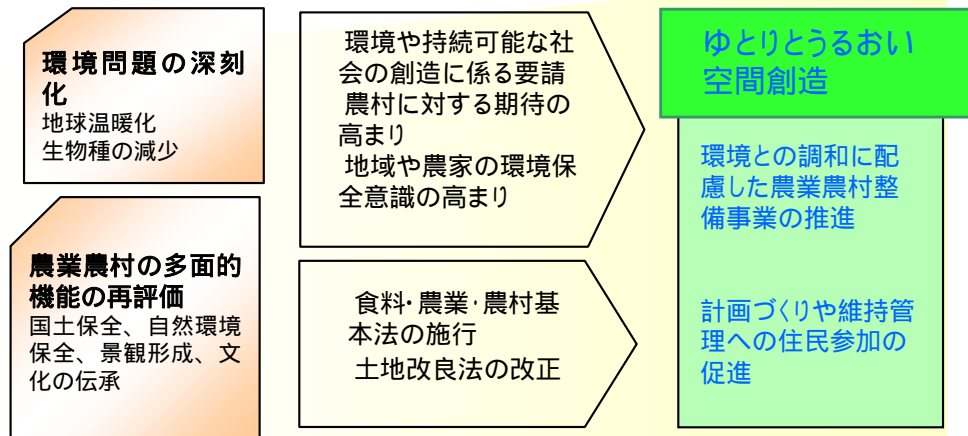 環境問題の深刻
化
地球温暖化
生物種の減少
農業農村の多面的
機能の再評価
国土保全、自然環境
保全、景観形成、文
化の伝承
環境や持続可能な社
会の創造に係る要請
農村に対する期待の
高まり
地域や農家の環境保
全意識の高まり
食料・農業・農村基
本法の施行
土地改良法の改正
ゆとりとうるおい
空間創造
環境との調和に配
慮した農業農村整
備事業の推進
計画づくりや維持管
理への住民参加の
促進